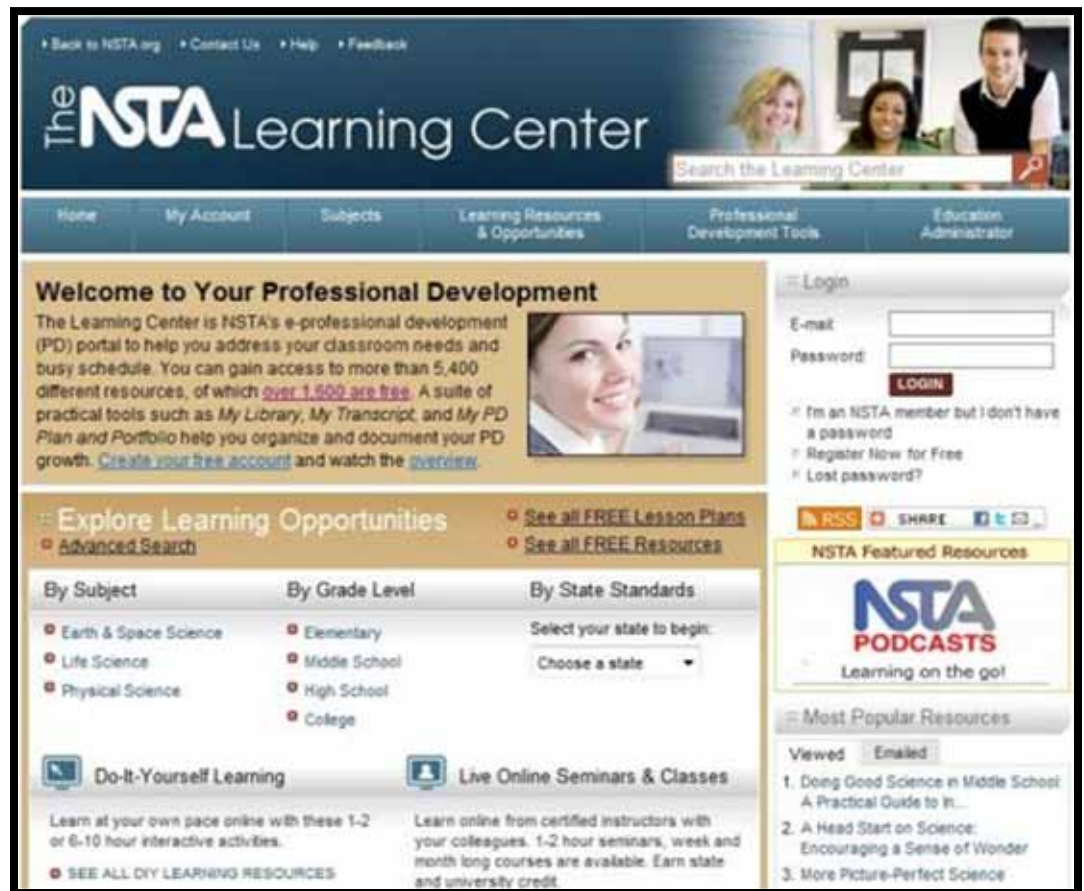 Back to NSTA.org Contact Us Help Feedback
The NSTA Learning Center
Search the Learning Center
Home My Account Subjects Learning Resources & Opportunities Professional Development Tools Education Administrator
Welcome to Your Professional Development
The Learning Center is NSTA's e-professional development
(PD) portal to help you address your classroom needs and
busy schedule. You can gain access to more than 5,400
different resources, of which over 1,500 are free. A suite of
practical tools such as My Library, My Transcript, and My PD
Plan and Portfolio help you organize and document your PD
growth. Create your free account and watch the overview.
Login
E-mail:
Password:
LOGIN
I'm an NSTA member but I don't have
a password
Register Now for Free
Lost password?
RSS SHARE
Explore Learning Opportunities
Advanced Search
See all FREE Lesson Plans
See all FREE Resources
By Subject
Earth & Space Science
Life Science
Physical Science
By Grade Level
Elementary
Middle School
High School
College
By State Standards
Select your state to begin:
Choose a state
NSTA Featured Resources
NSTA
PODCASTS
Learning on the go!
Do-It-Yourself Learning
Learn at your own pace online with these 1-2
or 6-10 hour interactive activities.
SEE ALL DIY LEARNING RESOURCES
Live Online Seminars & Classes
Learn online from certified instructors with
your colleagues. 1-2 hour seminars, week and
month long courses are available. Earn state
and university credit.
Most Popular Resources
Viewed Emailed
1. Doing Good Science in Middle School:
A Practical Guide to In...
2. A Head Start on Science:
Encouraging a Sense of Wonder
3. More Picture-Perfect Science